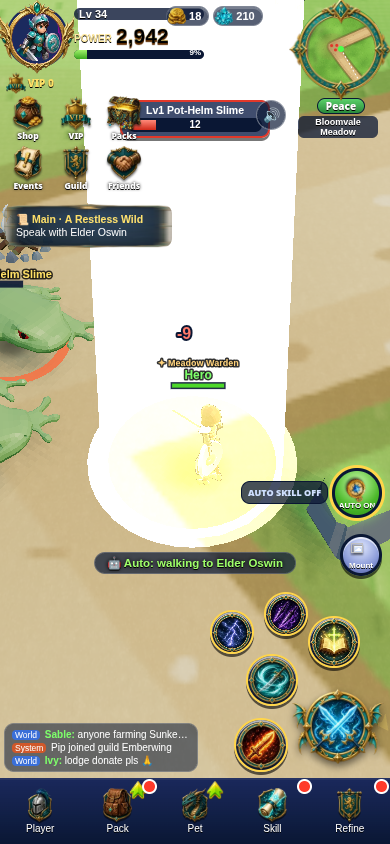 Lv 34
18
210
POWER 2,942
9%
VIP 0
Shop
VIP
Packs
Lv1 Pot-Helm Slime
12
Peace
Bloomvale
Meadow
Events
Guild
Friends
Main · A Restless Wild
Speak with Elder Oswin
elm Slime
-9
Meadow Warden
Hero
AUTO SKILL OFF
AUTO ON
Mount
Auto: walking to Elder Oswin
World Sable: anyone farming Sunke…
System Pip joined guild Emberwing
World Ivy: lodge donate pls
Player
Pack
Pet
Skill
Refine